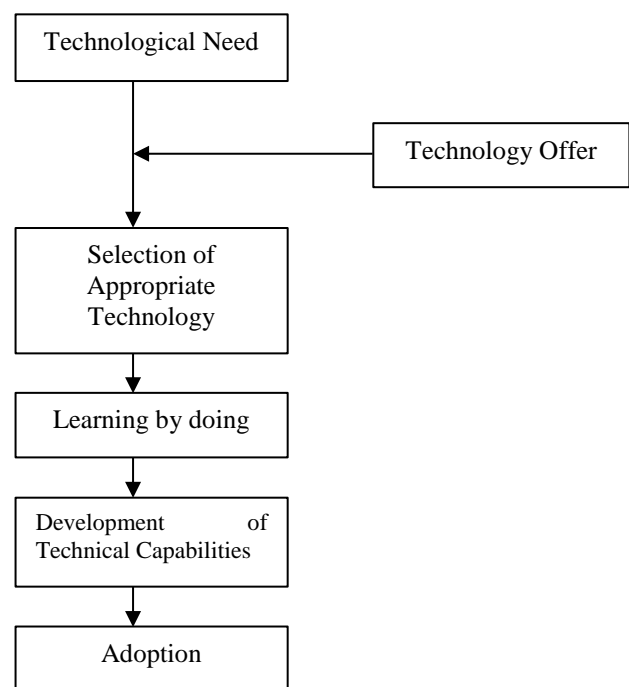 Technological Need
Technology Offer
Selection of
Appropriate
Technology
Learning by doing
Development of
Technical Capabilities
Adoption